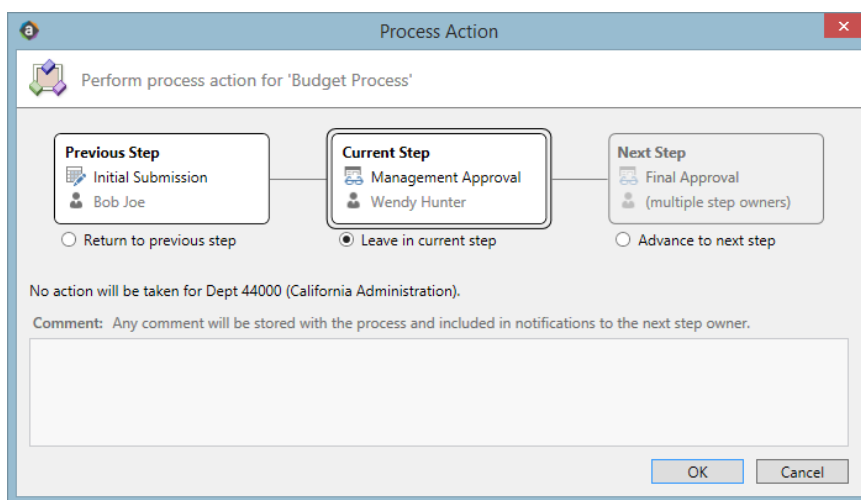 Process Action
Perform process action for 'Budget Process'
Previous Step
Initial Submission
Bob Joe
Return to previous step
Current Step
Management Approval
Wendy Hunter
Leave in current step
Next Step
Final Approval
(multiple step owners)
Advance to next step
No action will be taken for Dept 44000 (California Administration).
Comment: Any comment will be stored with the process and included in notifications to the next step owner.
OK Cancel